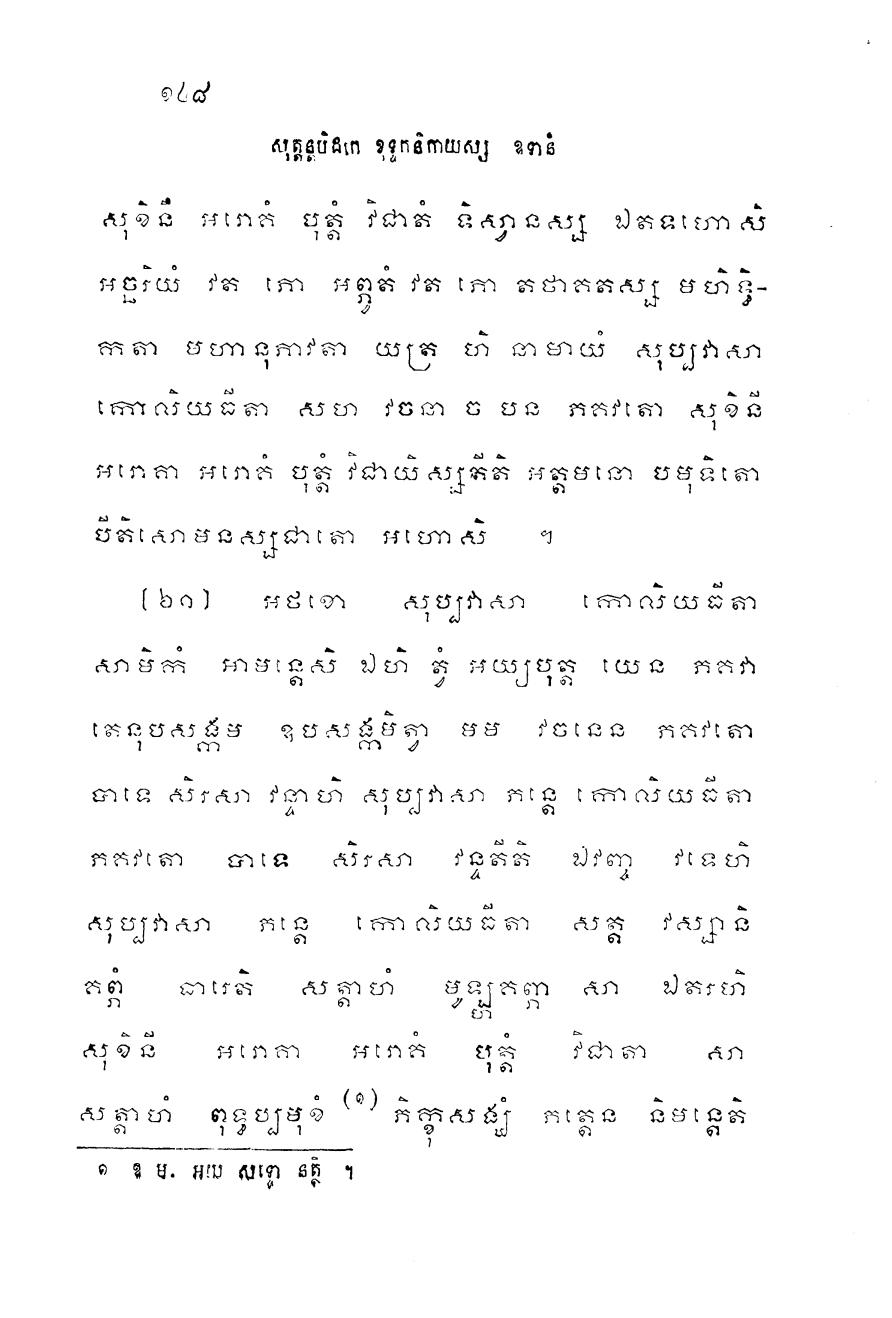 ១៤៨
សុត្តន្តបិដកេ ខុទ្ទកនិកាយស្ស ឧទានំ
សុខិនឹ អរោគំ បុត្តំ វិជាតំ ទិស្វានស្ស ឯតទហោសិ
អច្ឆរិយំ វត ភោ អព្ភូតំ វត ភោ តថាគតស្ស មហិទ្ធិ-
កតា មហានុភាវតា យត្រ ហិ នាមាយំ សុប្បវាសា
កោលិយធីតា សហ វចនា ច បន ភគវតោ សុខិនី
អរោគា អរោគំ បុត្តំ វិជាយិស្សតីតិ អត្តមនោ បមុទិតោ
បីតិសោមនស្សជាតោ អហោសិ ។
(៦១) អថខោ សុប្បវាសា កោលិយធីតា
សាមិកំ អាមន្តេសិ ឯហិ ត្វំ អយ្យបុត្ត យេន ភគវា
តេនុបសង្កម ឧបសង្កមិត្វា មម វចនេន ភគវតោ
បាទេ សិរសា វន្ទាហិ សុប្បវាសា ភន្តេ កោលិយធីតា
ភគវតោ បាទេ សិរសា វន្ទតីតិ ឯវញ្ច វទេហិ
សុប្បវាសា ភន្តេ កោលិយធីតា សត្ត វស្សានិ
គព្ភំ ធារេតិ សត្តាហំ មូឡ្ហគព្ភា សា ឯតរហិ
សុខិនី អរោគា អរោគំ បុត្តំ វិជាតា សា
សត្តាហំ ពុទ្ធប្បមុខំ (១) ភិក្ខុសង្ឃំ ភត្តេន និមន្តេតិ
១ ឱ ម. អយំ សទ្ទោ នត្ថិ ។